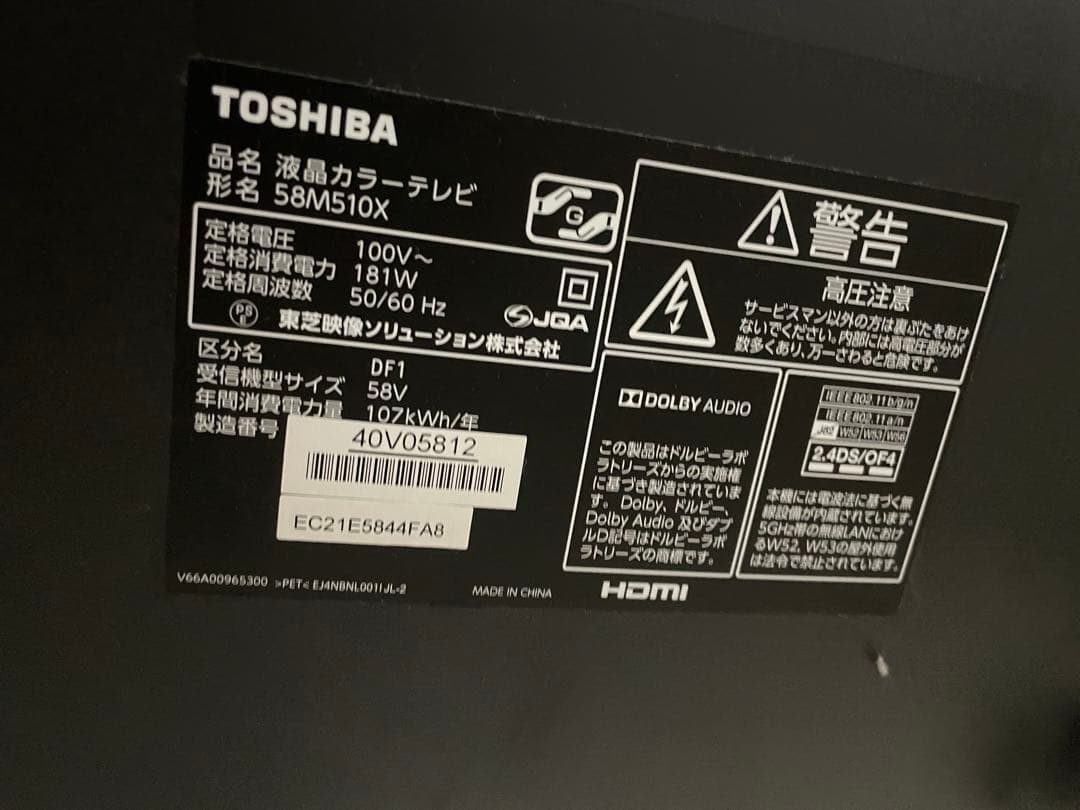 TOSHIBA
品名 液晶カラーテレビ
形名 58M510X
G
定格電圧 100V～
定格消費電力 181W
定格周波数 50/60 Hz
PS
E
東芝映像ソリューション株式会社
JQA
区分名 DF1
受信機型サイズ 58V
年間消費電力量 107kWh/年
製造番号
40V05812
EC21E5844FA8
V66A00965300 >PET< EJ4NBNL001I JL-2
MADE IN CHINA
警告
高圧注意
サービスマン以外の方は裏ぶたをあけ
ないでください。内部には高電圧部分が
数多くあり、万一さわると危険です。
DOLBY AUDIO
この製品はドルビーラボ
ラトリーズからの実施権
に基づき製造されていま
す。Dolby、ドルビー、
Dolby Audio 及びダブ
ルD記号はドルビーラボ
ラトリーズの商標です。
IEEE802.11b/g/n
IEEE802.11a/n
J52 W52 W53 W56
2.4DS/OF4
本機には電波法に基づく無
線設備が内蔵されています。
5GHz帯の無線LANにおけ
るW52、W53の屋外使用
は法令で禁止されています。
HDMI